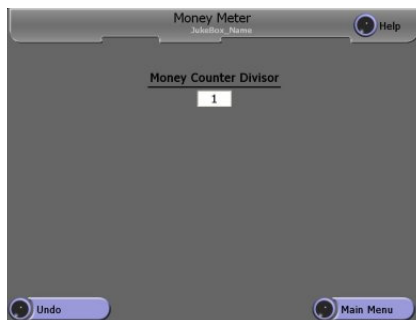 Money Meter
JukeBox_Name
Help
Money Counter Divisor
1
Undo
Main Menu